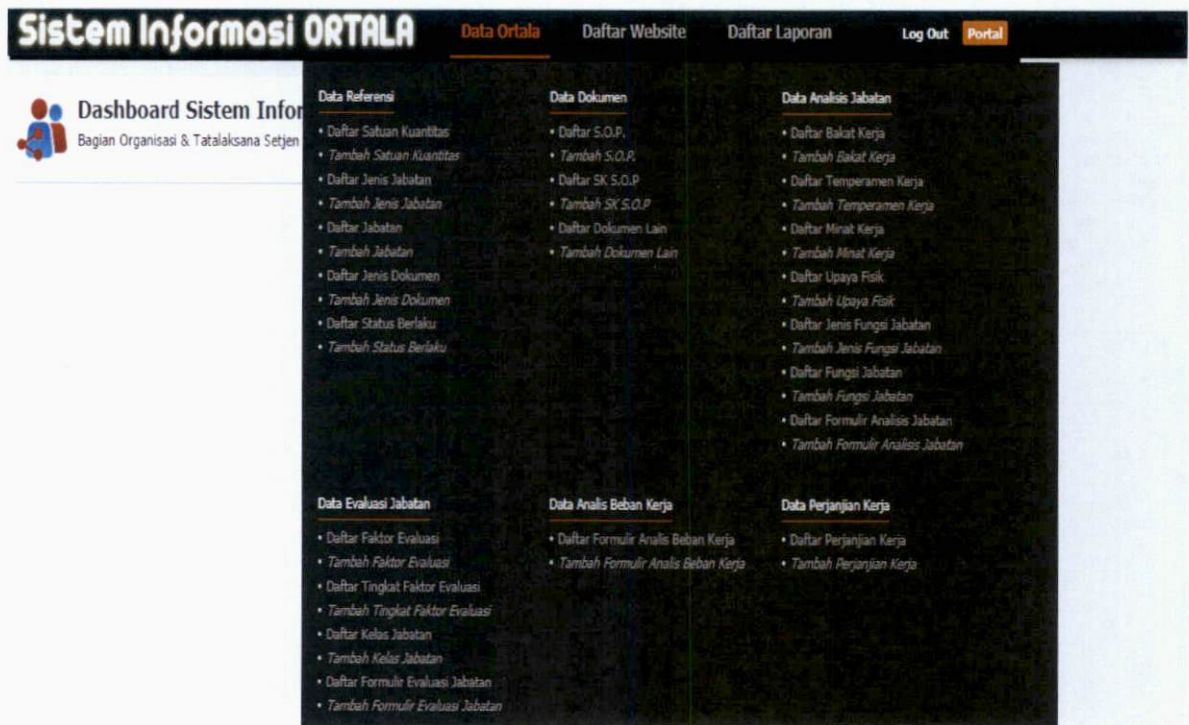 Sistem Informasi ORTALA
Data Ortala
Daftar Website
Daftar Laporan
Log Out
Portal
Dashboard Sistem Infor
Bagian Organisasi & Tatalaksana Setjen
Data Referensi
• Daftar Satuan Kuantitas
• Tambah Satuan Kuantitas
• Daftar Jenis Jabatan
• Tambah Jenis Jabatan
• Daftar Jabatan
• Tambah Jabatan
• Daftar Jenis Dokumen
• Tambah Jenis Dokumen
• Daftar Status Berlaku
• Tambah Status Berlaku
Data Dokumen
• Daftar S.O.P.
• Tambah S.O.P.
• Daftar SK S.O.P
• Tambah SK S.O.P
• Daftar Dokumen Lain
• Tambah Dokumen Lain
Data Analisis Jabatan
• Daftar Bakat Kerja
• Tambah Bakat Kerja
• Daftar Temperamen Kerja
• Tambah Temperamen Kerja
• Daftar Minat Kerja
• Tambah Minat Kerja
• Daftar Upaya Fisik
• Tambah Upaya Fisik
• Daftar Jenis Fungsi Jabatan
• Tambah Jenis Fungsi Jabatan
• Daftar Fungsi Jabatan
• Tambah Fungsi Jabatan
• Daftar Formulir Analisis Jabatan
• Tambah Formulir Analisis Jabatan
Data Evaluasi Jabatan
• Daftar Faktor Evaluasi
• Tambah Faktor Evaluasi
• Daftar Tingkat Faktor Evaluasi
• Tambah Tingkat Faktor Evaluasi
• Daftar Kelas Jabatan
• Tambah Kelas Jabatan
• Daftar Formulir Evaluasi Jabatan
• Tambah Formulir Evaluasi Jabatan
Data Analis Beban Kerja
• Daftar Formulir Analis Beban Kerja
• Tambah Formulir Analis Beban Kerja
Data Perjanjian Kerja
• Daftar Perjanjian Kerja
• Tambah Perjanjian Kerja